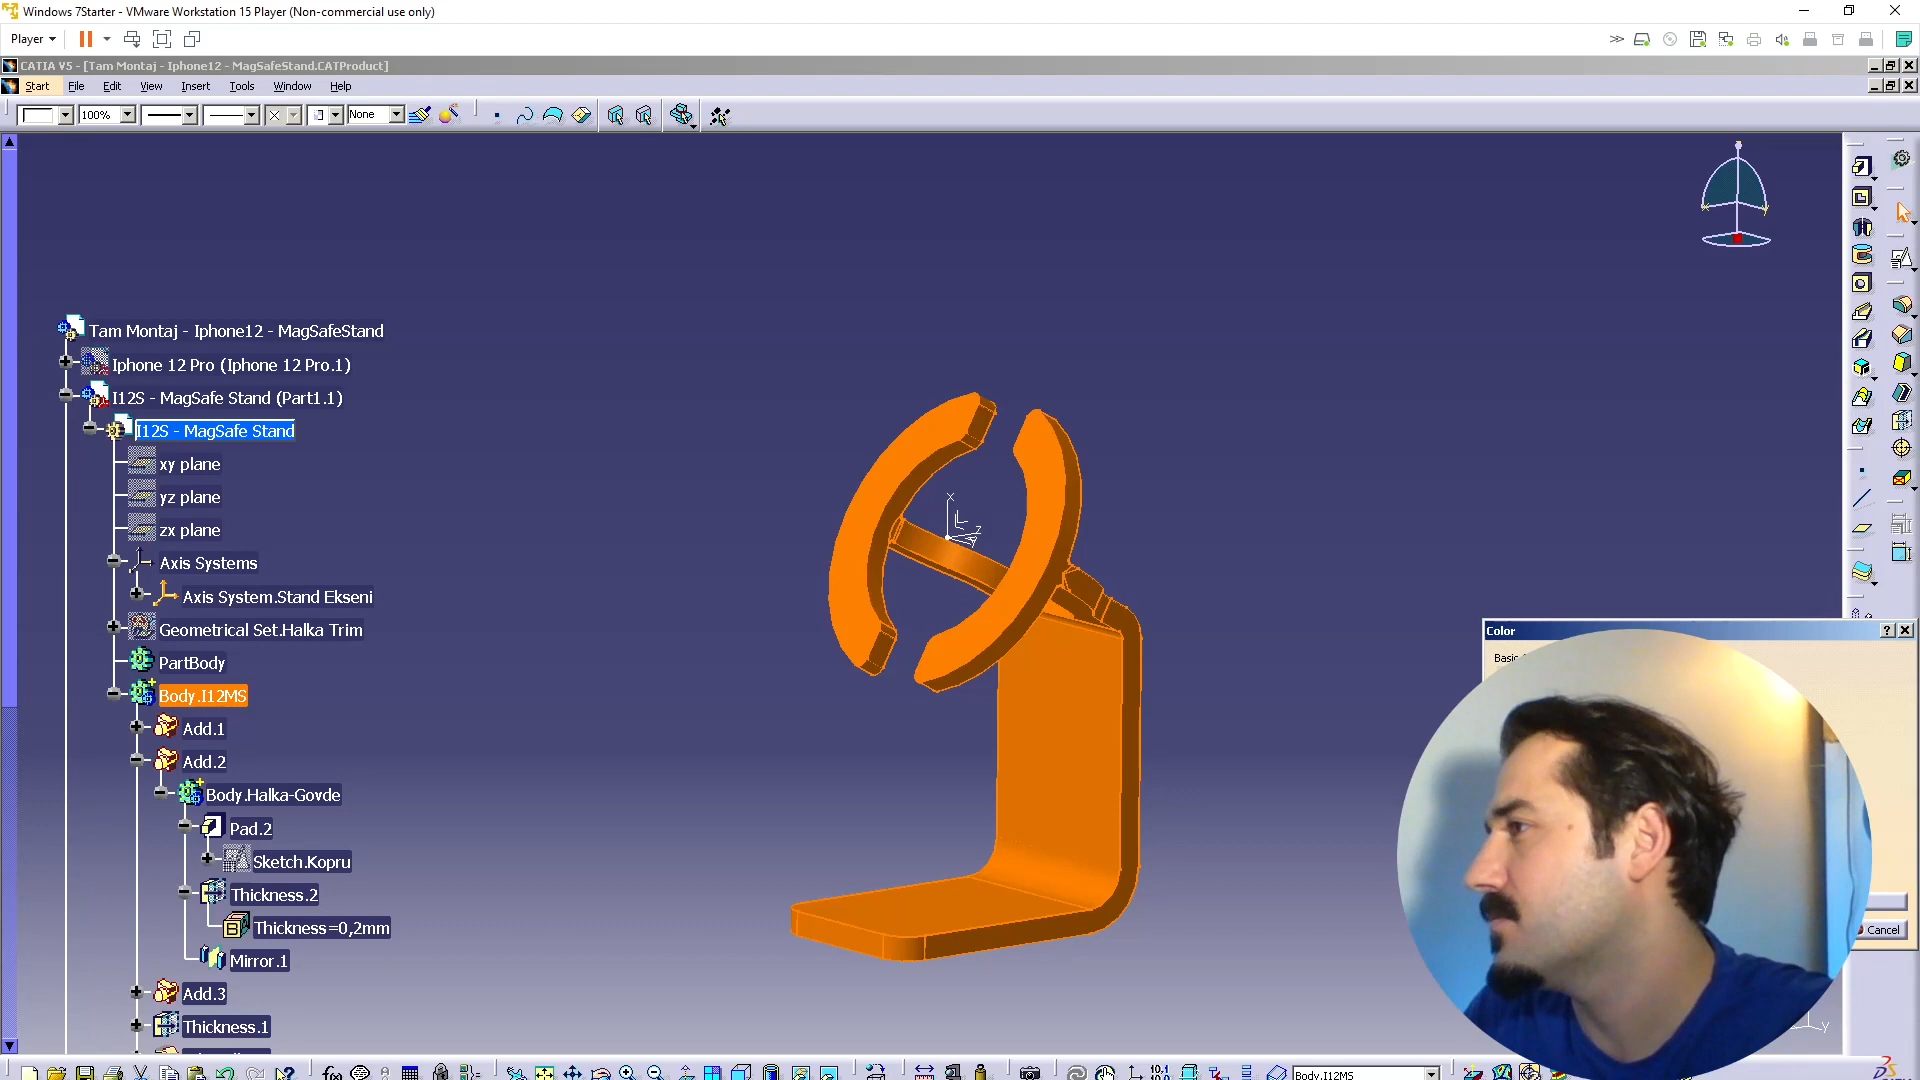 Windows 7Starter - VMware Workstation 15 Player (Non-commercial use only)
Player
CATIA V5 - [Tam Montaj - Iphone12 - MagSafeStand.CATProduct]
Start File Edit View Insert Tools Window Help
100% None
Tam Montaj - Iphone12 - MagSafeStand
Iphone 12 Pro (Iphone 12 Pro.1)
I12S - MagSafe Stand (Part1.1)
I12S - MagSafe Stand
xy plane
yz plane
zx plane
Axis Systems
Axis System.Stand Ekseni
Geometrical Set.Halka Trim
PartBody
Body.I12MS
Add.1
Add.2
Body.Halka-Govde
Pad.2
Sketch.Kopru
Thickness.2
Thickness=0,2mm
Mirror.1
Add.3
Thickness.1
x
z
Color
Basic
Cancel
y
Body.I12MS